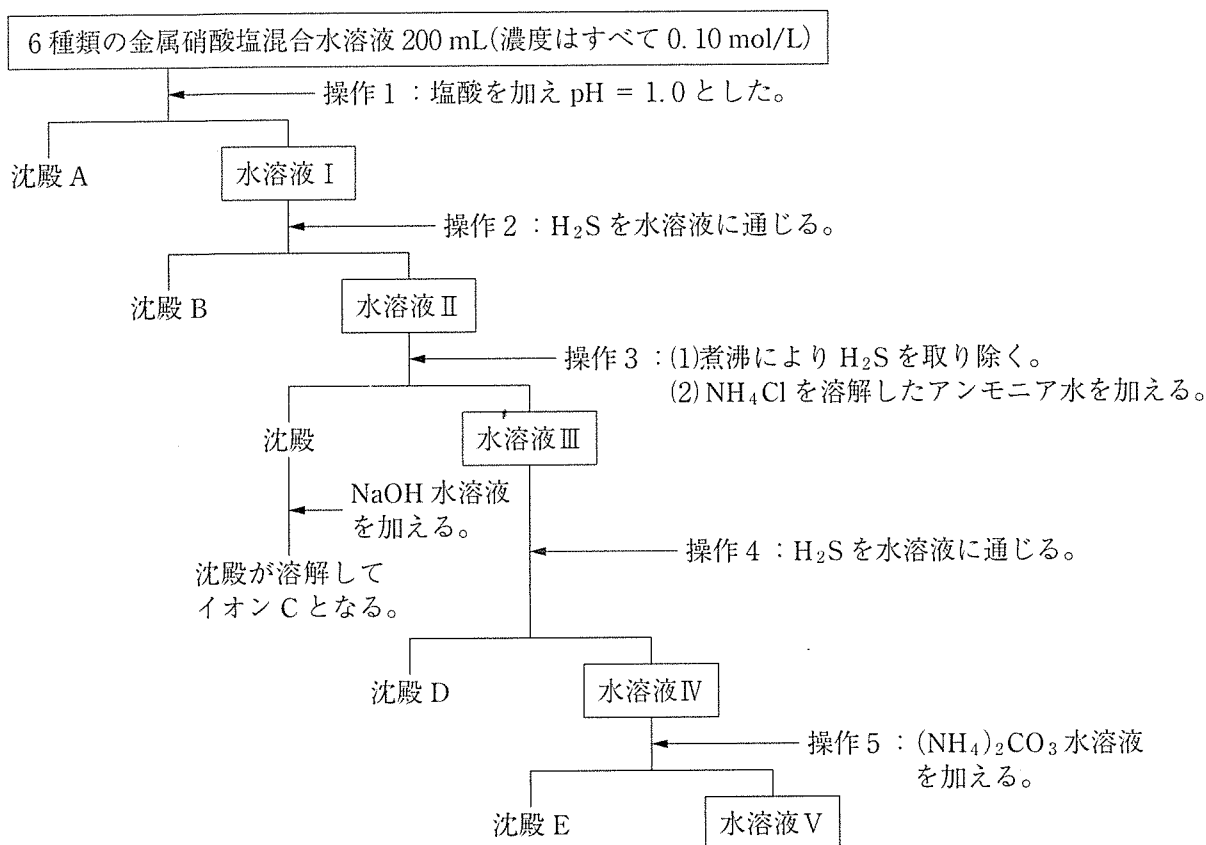 6種類の金属硝酸塩混合水溶液 200 mL(濃度はすべて 0.10 mol/L)
操作1：塩酸を加え pH = 1.0 とした。
沈殿 A
水溶液Ⅰ
操作2：H₂S を水溶液に通じる。
沈殿 B
水溶液Ⅱ
操作3：(1)煮沸により H₂S を取り除く。
(2)NH₄Cl を溶解したアンモニア水を加える。
沈殿
水溶液Ⅲ
NaOH 水溶液
を加える。
操作4：H₂S を水溶液に通じる。
沈殿が溶解して
イオン C となる。
沈殿 D
水溶液Ⅳ
操作5：(NH₄)₂CO₃ 水溶液
を加える。
沈殿 E
水溶液Ⅴ